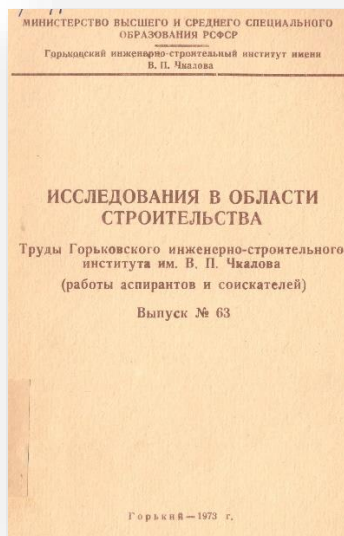 МИНИСТЕРСТВО ВЫСШЕГО И СРЕДНЕГО СПЕЦИАЛЬНОГО
ОБРАЗОВАНИЯ РСФСР
Горьковский инженерно-строительный институт имени
В. П. Чкалова
ИССЛЕДОВАНИЯ В ОБЛАСТИ
СТРОИТЕЛЬСТВА
Труды Горьковского инженерно-строительного
института им. В. П. Чкалова
(работы аспирантов и соискателей)
Выпуск № 63
Горький—1973 г.